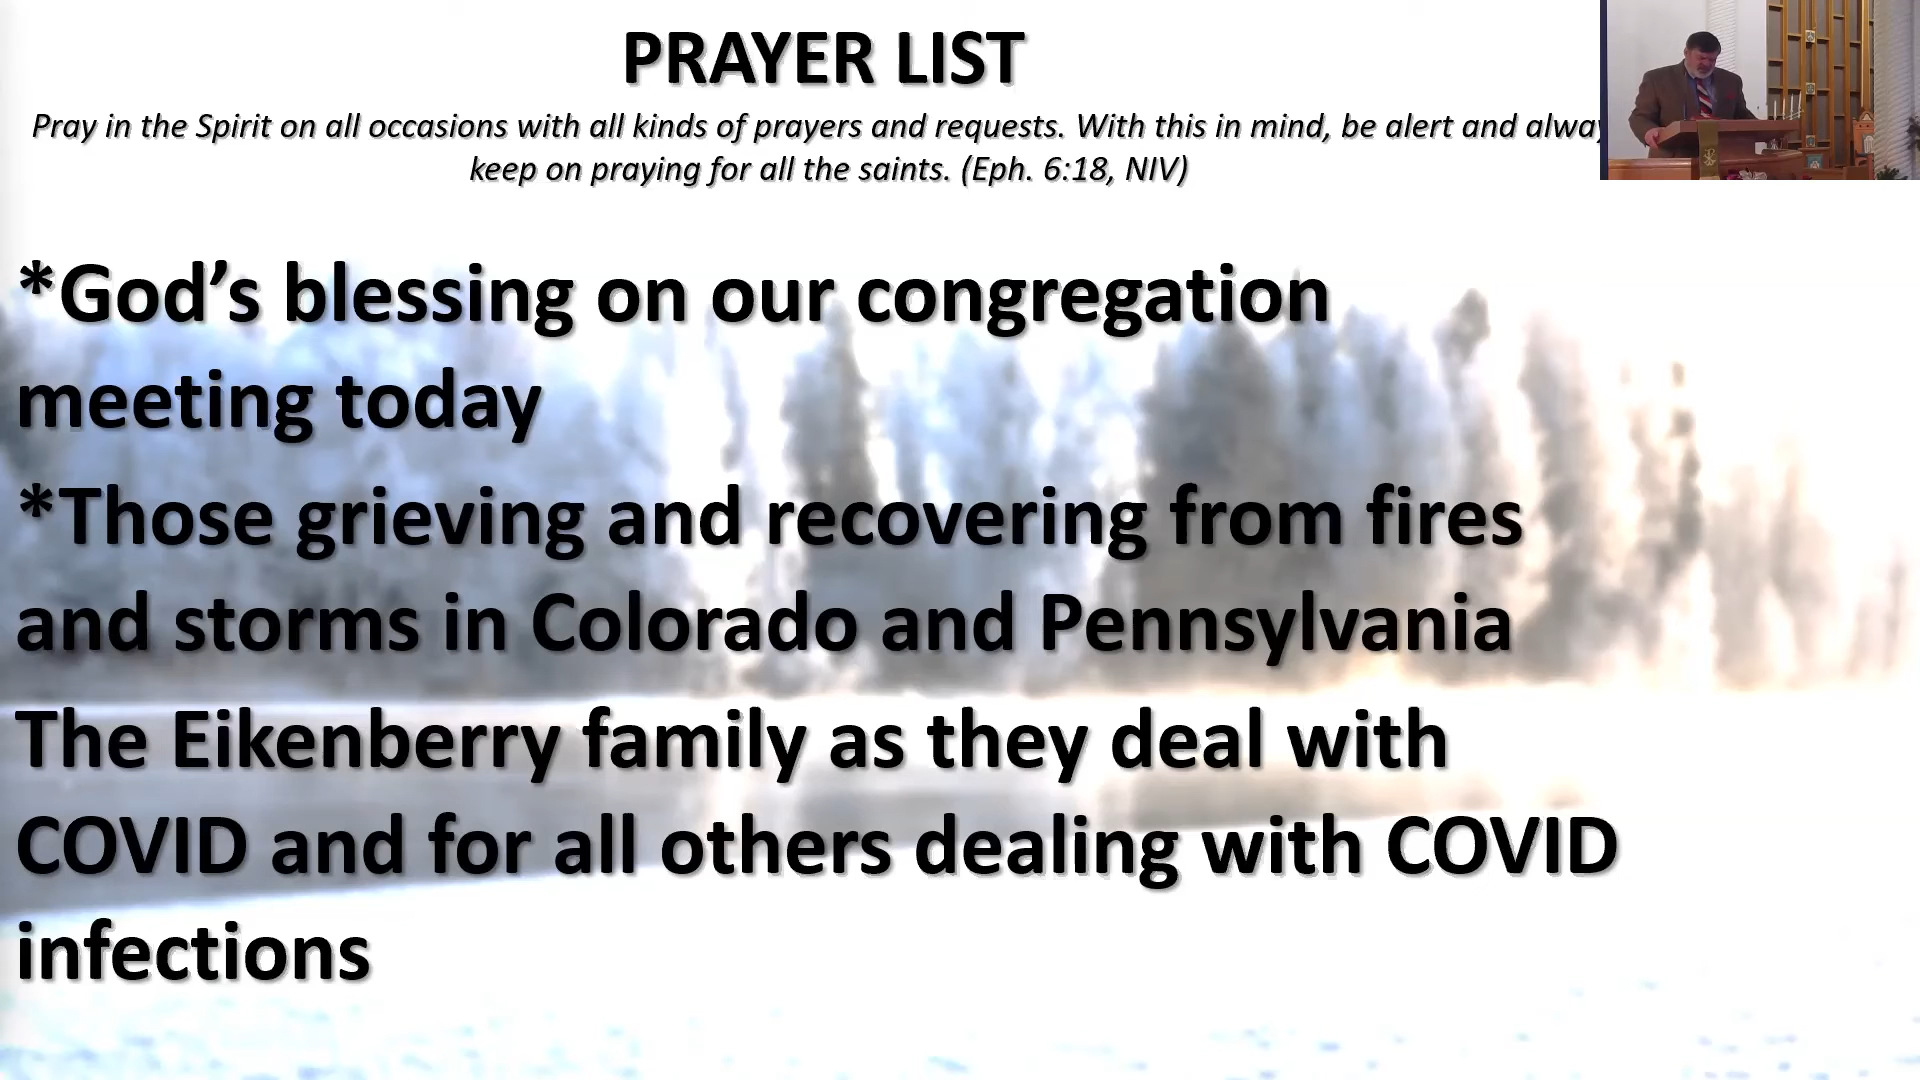 PRAYER LIST
Pray in the Spirit on all occasions with all kinds of prayers and requests. With this in mind, be alert and alway
keep on praying for all the saints. (Eph. 6:18, NIV)
*God’s blessing on our congregation
meeting today
*Those grieving and recovering from fires
and storms in Colorado and Pennsylvania
The Eikenberry family as they deal with
COVID and for all others dealing with COVID
infections